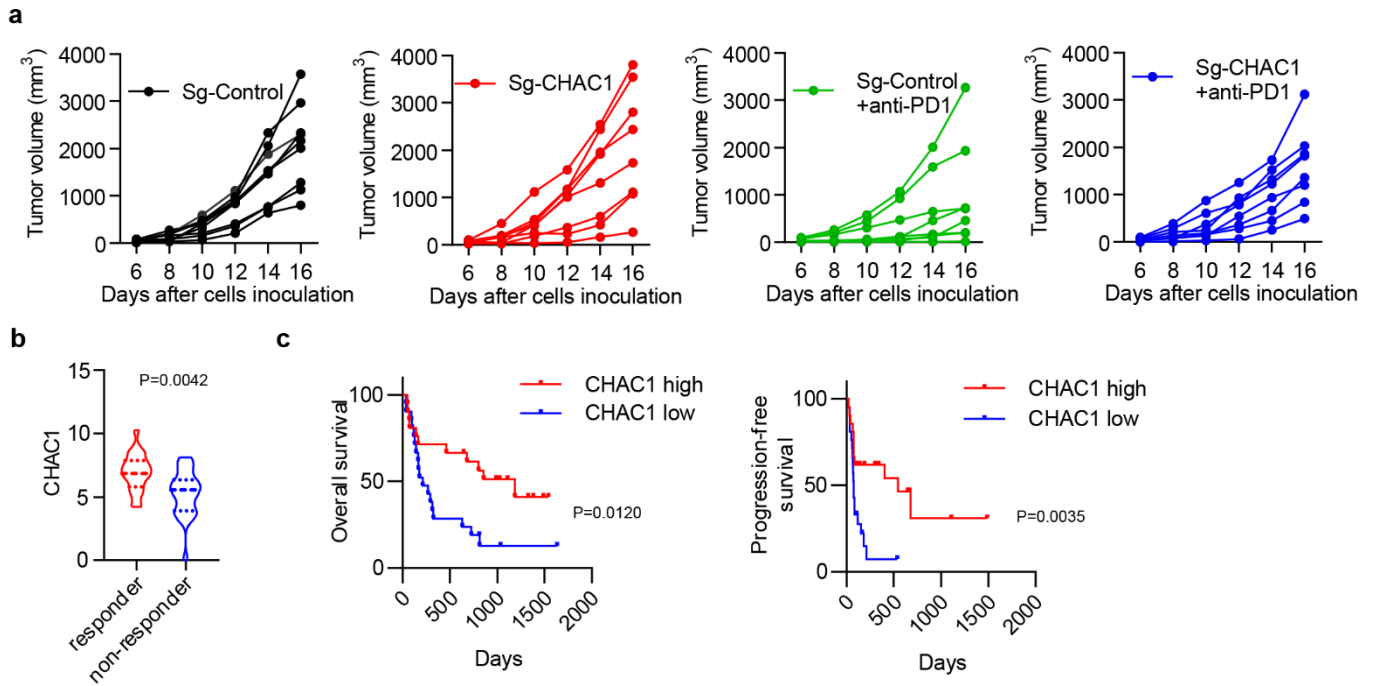 a
Tumor volume (mm³)
4000
3000
2000
1000
0
Sg-Control
6 8 10 12 14 16
Days after cells inoculation
Tumor volume (mm³)
4000
3000
2000
1000
0
Sg-CHAC1
6 8 10 12 14 16
Days after cells inoculation
Tumor volume (mm³)
4000
3000
2000
1000
0
Sg-Control
+anti-PD1
6 8 10 12 14 16
Days after cells inoculation
Tumor volume (mm³)
4000
3000
2000
1000
0
Sg-CHAC1
+anti-PD1
6 8 10 12 14 16
Days after cells inoculation
b
CHAC1
15
10
5
0
P=0.0042
responder
non-responder
c
Overall survival
100
50
0
CHAC1 high
CHAC1 low
P=0.0120
0 500 1000 1500 2000
Days
Progression-free
survival
100
50
0
CHAC1 high
CHAC1 low
P=0.0035
0 500 1000 1500 2000
Days